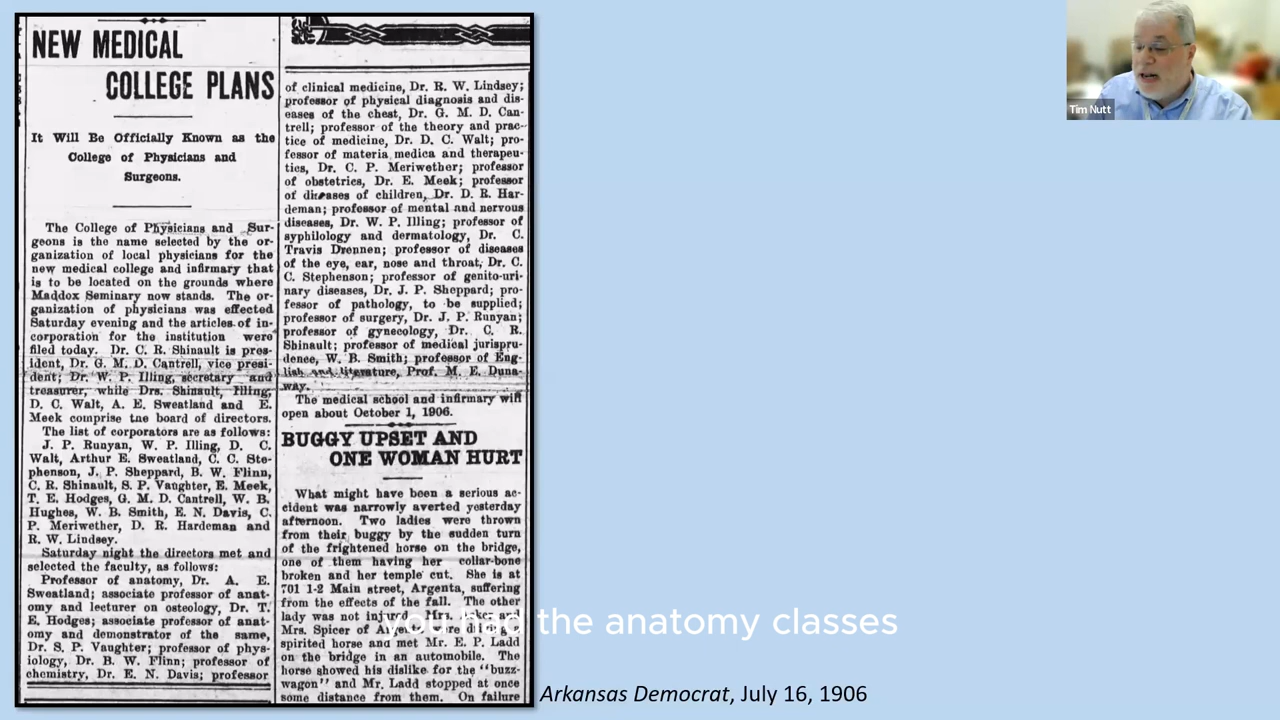 NEW MEDICAL
COLLEGE PLANS
It Will Be Officially Known as the
College of Physicians and
Surgeons.
The College of Physicians and Sur-
geons is the name selected by the or-
ganization of local physicians for the
new medical college and infirmary that
is to be located on the grounds where
Maddox Seminary now stands. The or-
ganization of physicians was effected
Saturday evening and the articles of in-
corporation for the institution were
filed today. Dr. C. R. Shinault is pres-
ident, Dr. G. M. D. Cantrell, vice presi-
dent; Dr. W. P. Illing, secretary and
treasurer, while Drs. Shinault, Illing,
D. C. Walt, A. E. Sweatland and E.
Meek comprise the board of directors.
The list of corporators are as follows:
J. P. Runyan, W. P. Illing, D. C.
Walt, Arthur E. Sweatland, C. C. Ste-
phenson, J. P. Sheppard, B. W. Flinn,
C. R. Shinault, S. P. Vaughter, E. Meek,
T. E. Hodges, G. M. D. Cantrell, W. B.
Hughes, W. B. Smith, E. N. Davis, C.
P. Meriwether, D. R. Hardeman and
R. W. Lindsey.
Saturday night the directors met and
selected the faculty, as follows:
Professor of anatomy, Dr. A. E.
Sweatland; associate professor of anat-
omy and lecturer on osteology, Dr. T.
E. Hodges; associate professor of anat-
omy and demonstrator of the same,
Dr. S. P. Vaughter; professor of phys-
iology, Dr. B. W. Flinn; professor of
chemistry, Dr. E. N. Davis; professor
of clinical medicine, Dr. R. W. Lindsey;
professor of physical diagnosis and dis-
eases of the chest, Dr. G. M. D. Can-
trell; professor of the theory and prac-
tice of medicine, Dr. D. C. Walt; pro-
fessor of materia medica and therapeu-
tics, Dr. C. P. Meriwether; professor
of obstetrics, Dr. E. Meek; professor
of diseases of children, Dr. D. R. Har-
deman; professor of mental and nervous
diseases, Dr. W. P. Illing; professor of
syphilology and dermatology, Dr. C.
Travis Drennen; professor of diseases
of the eye, ear, nose and throat, Dr. C.
C. Stephenson; professor of genito-uri-
nary diseases, Dr. J. P. Sheppard; pro-
fessor of pathology, to be supplied;
professor of surgery, Dr. J. P. Runyan;
professor of gynecology, Dr. C. R.
Shinault; professor of medical jurispru-
dence, W. B. Smith; professor of Eng-
lish and literature, Prof. M. E. Duna-
way.
The medical school and infirmary will
open about October 1, 1906.
BUGGY UPSET AND
ONE WOMAN HURT
What might have been a serious ac-
cident was narrowly averted yesterday
afternoon. Two ladies were thrown
from their buggy by the sudden turn
of the frightened horse on the bridge,
one of them having her collar-bone
broken and her temple cut. She is at
701 1-2 Main street, Argenta, suffering
from the effects of the fall. The other
lady was not injured. Mrs. and
Mrs. Spicer of
spirited horse and met Mr. E. P. Ladd
on the bridge in an automobile. The
horse showed his dislike for the "buzz-
wagon" and Mr. Ladd stopped at once
some distance from them. On failure
you had the anatomy classes
Arkansas Democrat, July 16, 1906
Tim Nutt